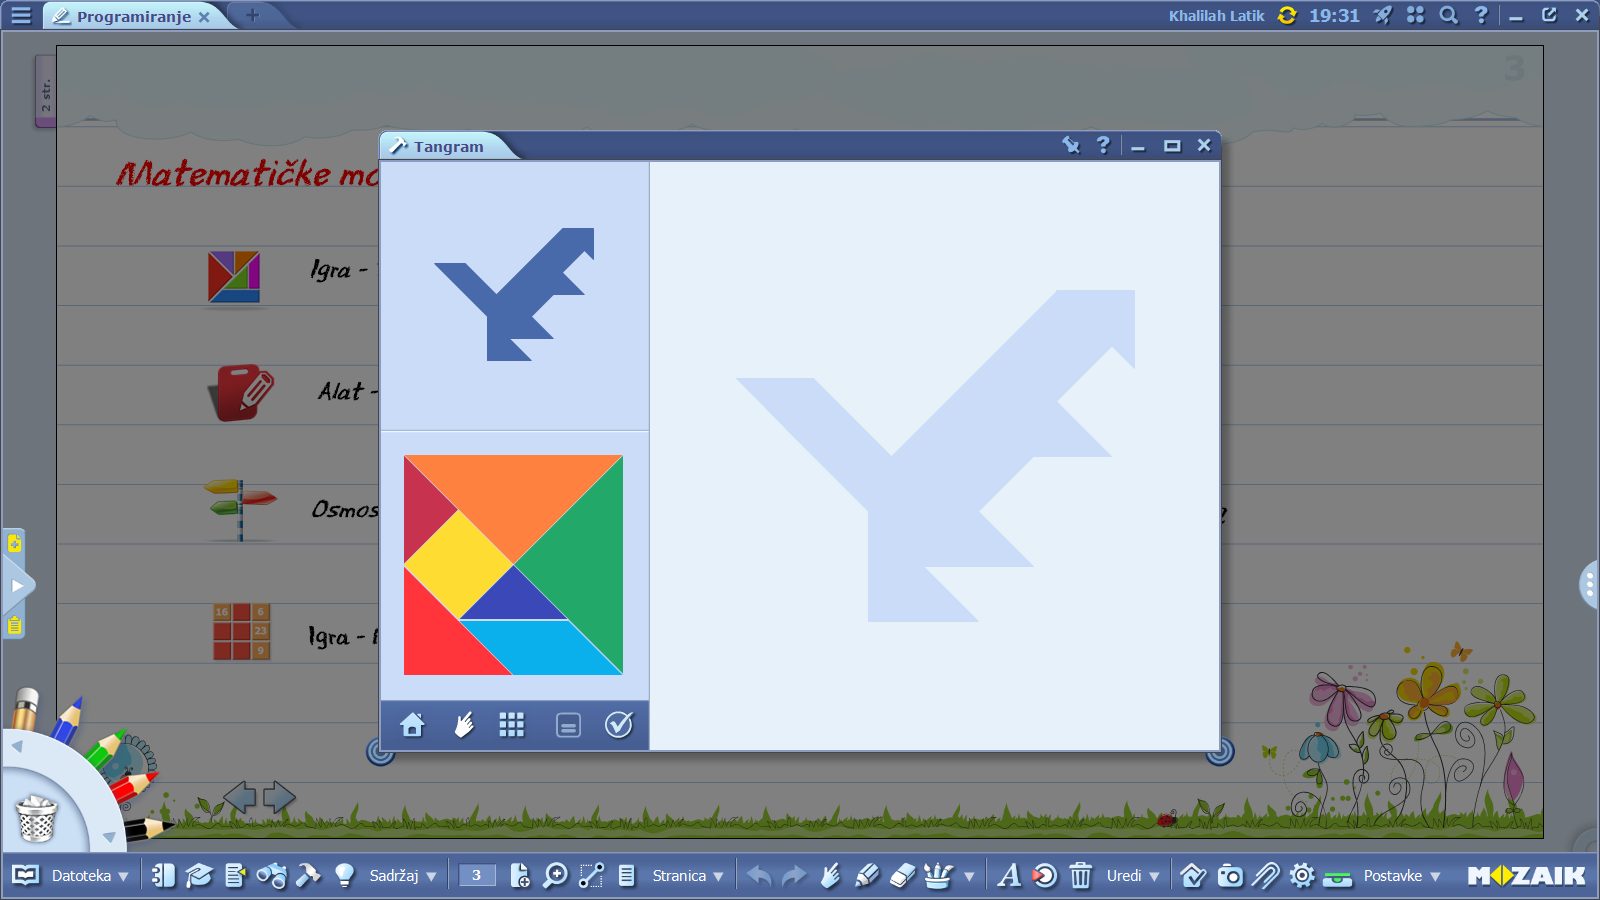 Programiranje
Khalilah Latik
19:31
2 str.
3
Tangram
Matematičke mo
Igra -
Alat -
Osmos
Igra -
16
6
23
9
Datoteka
Sadržaj
3
Stranica
Uredi
Postavke
MOZAIK